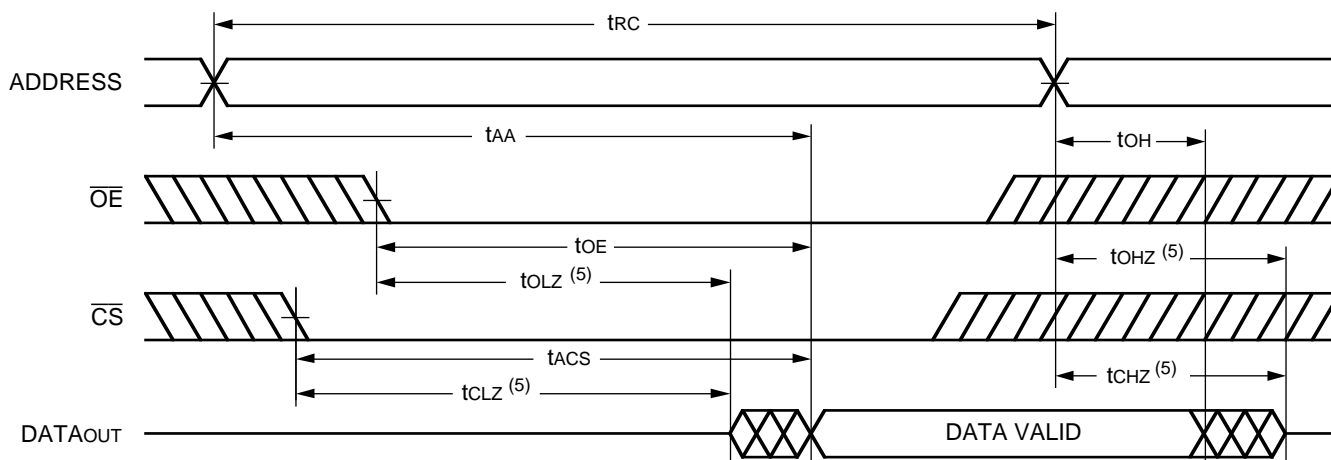 tRC
ADDRESS
tAA
tOH
OE
tOE
tOHZ (5)
tOLZ (5)
CS
tACS
tCHZ (5)
tCLZ (5)
DATAOUT
DATA VALID